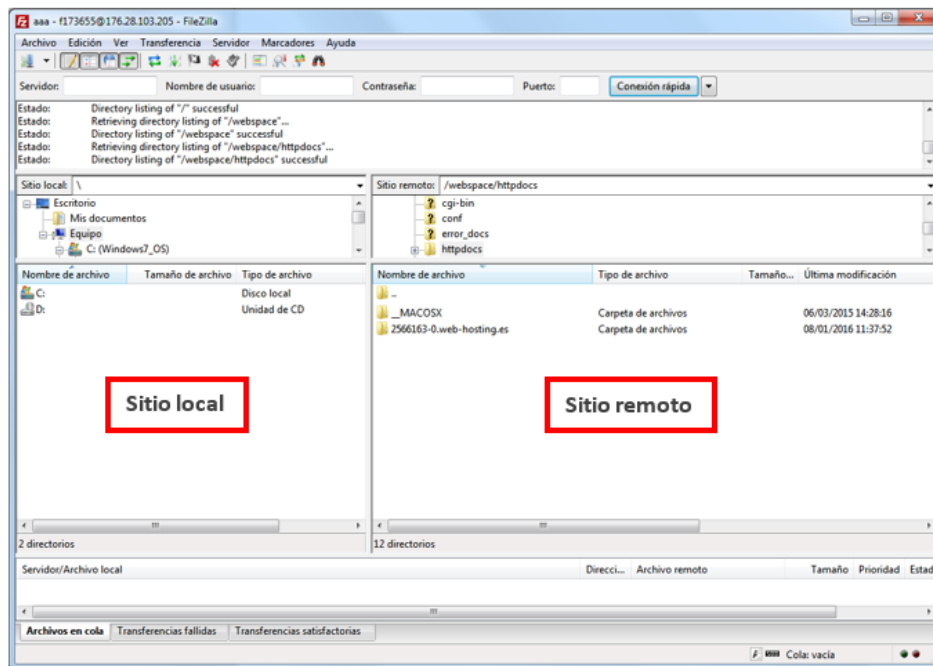 aaa - f173655@176.28.103.205 - FileZilla
Archivo Edición Ver Transferencia Servidor Marcadores Ayuda
Servidor: Nombre de usuario: Contraseña: Puerto: Conexión rápida
Estado: Directory listing of "/" successful
Estado: Retrieving directory listing of "/webspace"...
Estado: Directory listing of "/webspace" successful
Estado: Retrieving directory listing of "/webspace/httpdocs"...
Estado: Directory listing of "/webspace/httpdocs" successful
Sitio local: \
Escritorio
Mis documentos
Equipo
C: (Windows7_OS)
Nombre de archivo Tamaño de archivo Tipo de archivo
C: Disco local
D: Unidad de CD
Sitio local
2 directorios
Sitio remoto: /webspace/httpdocs
cgi-bin
conf
error_docs
httpdocs
Nombre de archivo Tipo de archivo Tamaño... Última modificación
..
__MACOSX Carpeta de archivos 06/03/2015 14:28:16
2566163-0.web-hosting.es Carpeta de archivos 08/01/2016 11:37:52
Sitio remoto
12 directorios
Servidor/Archivo local Direcci... Archivo remoto Tamaño Prioridad Estad
Archivos en cola Transferencias fallidas Transferencias satisfactorias
Cola: vacía